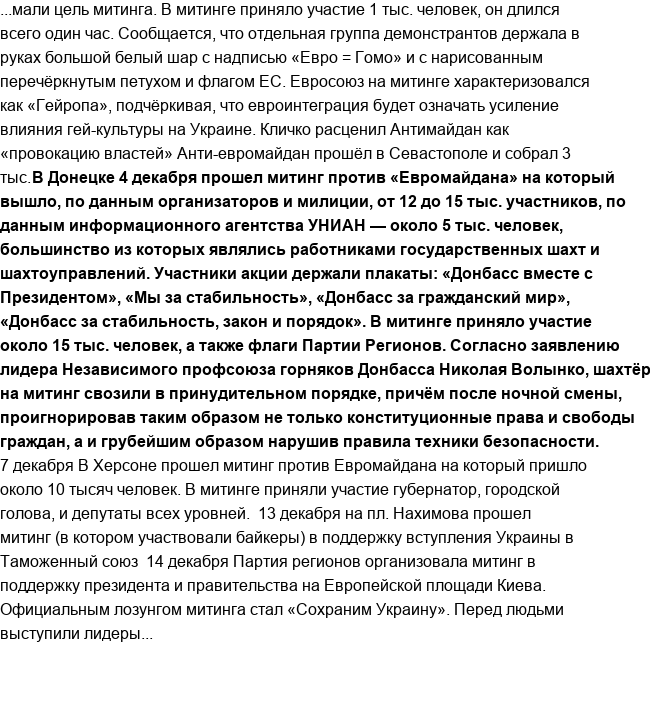 ...мали цель митинга. В митинге приняло участие 1 тыс. человек, он длился
всего один час. Сообщается, что отдельная группа демонстрантов держала в
руках большой белый шар с надписью «Евро = Гомо» и с нарисованным
перечёркнутым петухом и флагом ЕС. Евросоюз на митинге характеризовался
как «Гейропа», подчёркивая, что евроинтеграция будет означать усиление
влияния гей-культуры на Украине. Кличко расценил Антимайдан как
«провокацию властей» Анти-евромайдан прошёл в Севастополе и собрал 3
тыс.В Донецке 4 декабря прошел митинг против «Евромайдана» на который
вышло, по данным организаторов и милиции, от 12 до 15 тыс. участников, по
данным информационного агентства УНИАН — около 5 тыс. человек,
большинство из которых являлись работниками государственных шахт и
шахтоуправлений. Участники акции держали плакаты: «Донбасс вместе с
Президентом», «Мы за стабильность», «Донбасс за гражданский мир»,
«Донбасс за стабильность, закон и порядок». В митинге приняло участие
около 15 тыс. человек, а также флаги Партии Регионов. Согласно заявлению
лидера Независимого профсоюза горняков Донбасса Николая Волынко, шахтёр
на митинг свозили в принудительном порядке, причём после ночной смены,
проигнорировав таким образом не только конституционные права и свободы
граждан, а и грубейшим образом нарушив правила техники безопасности.
7 декабря В Херсоне прошел митинг против Евромайдана на который пришло
около 10 тысяч человек. В митинге приняли участие губернатор, городской
голова, и депутаты всех уровней.  13 декабря на пл. Нахимова прошел
митинг (в котором участвовали байкеры) в поддержку вступления Украины в
Таможенный союз  14 декабря Партия регионов организовала митинг в
поддержку президента и правительства на Европейской площади Киева.
Официальным лозунгом митинга стал «Сохраним Украину». Перед людьми
выступили лидеры...